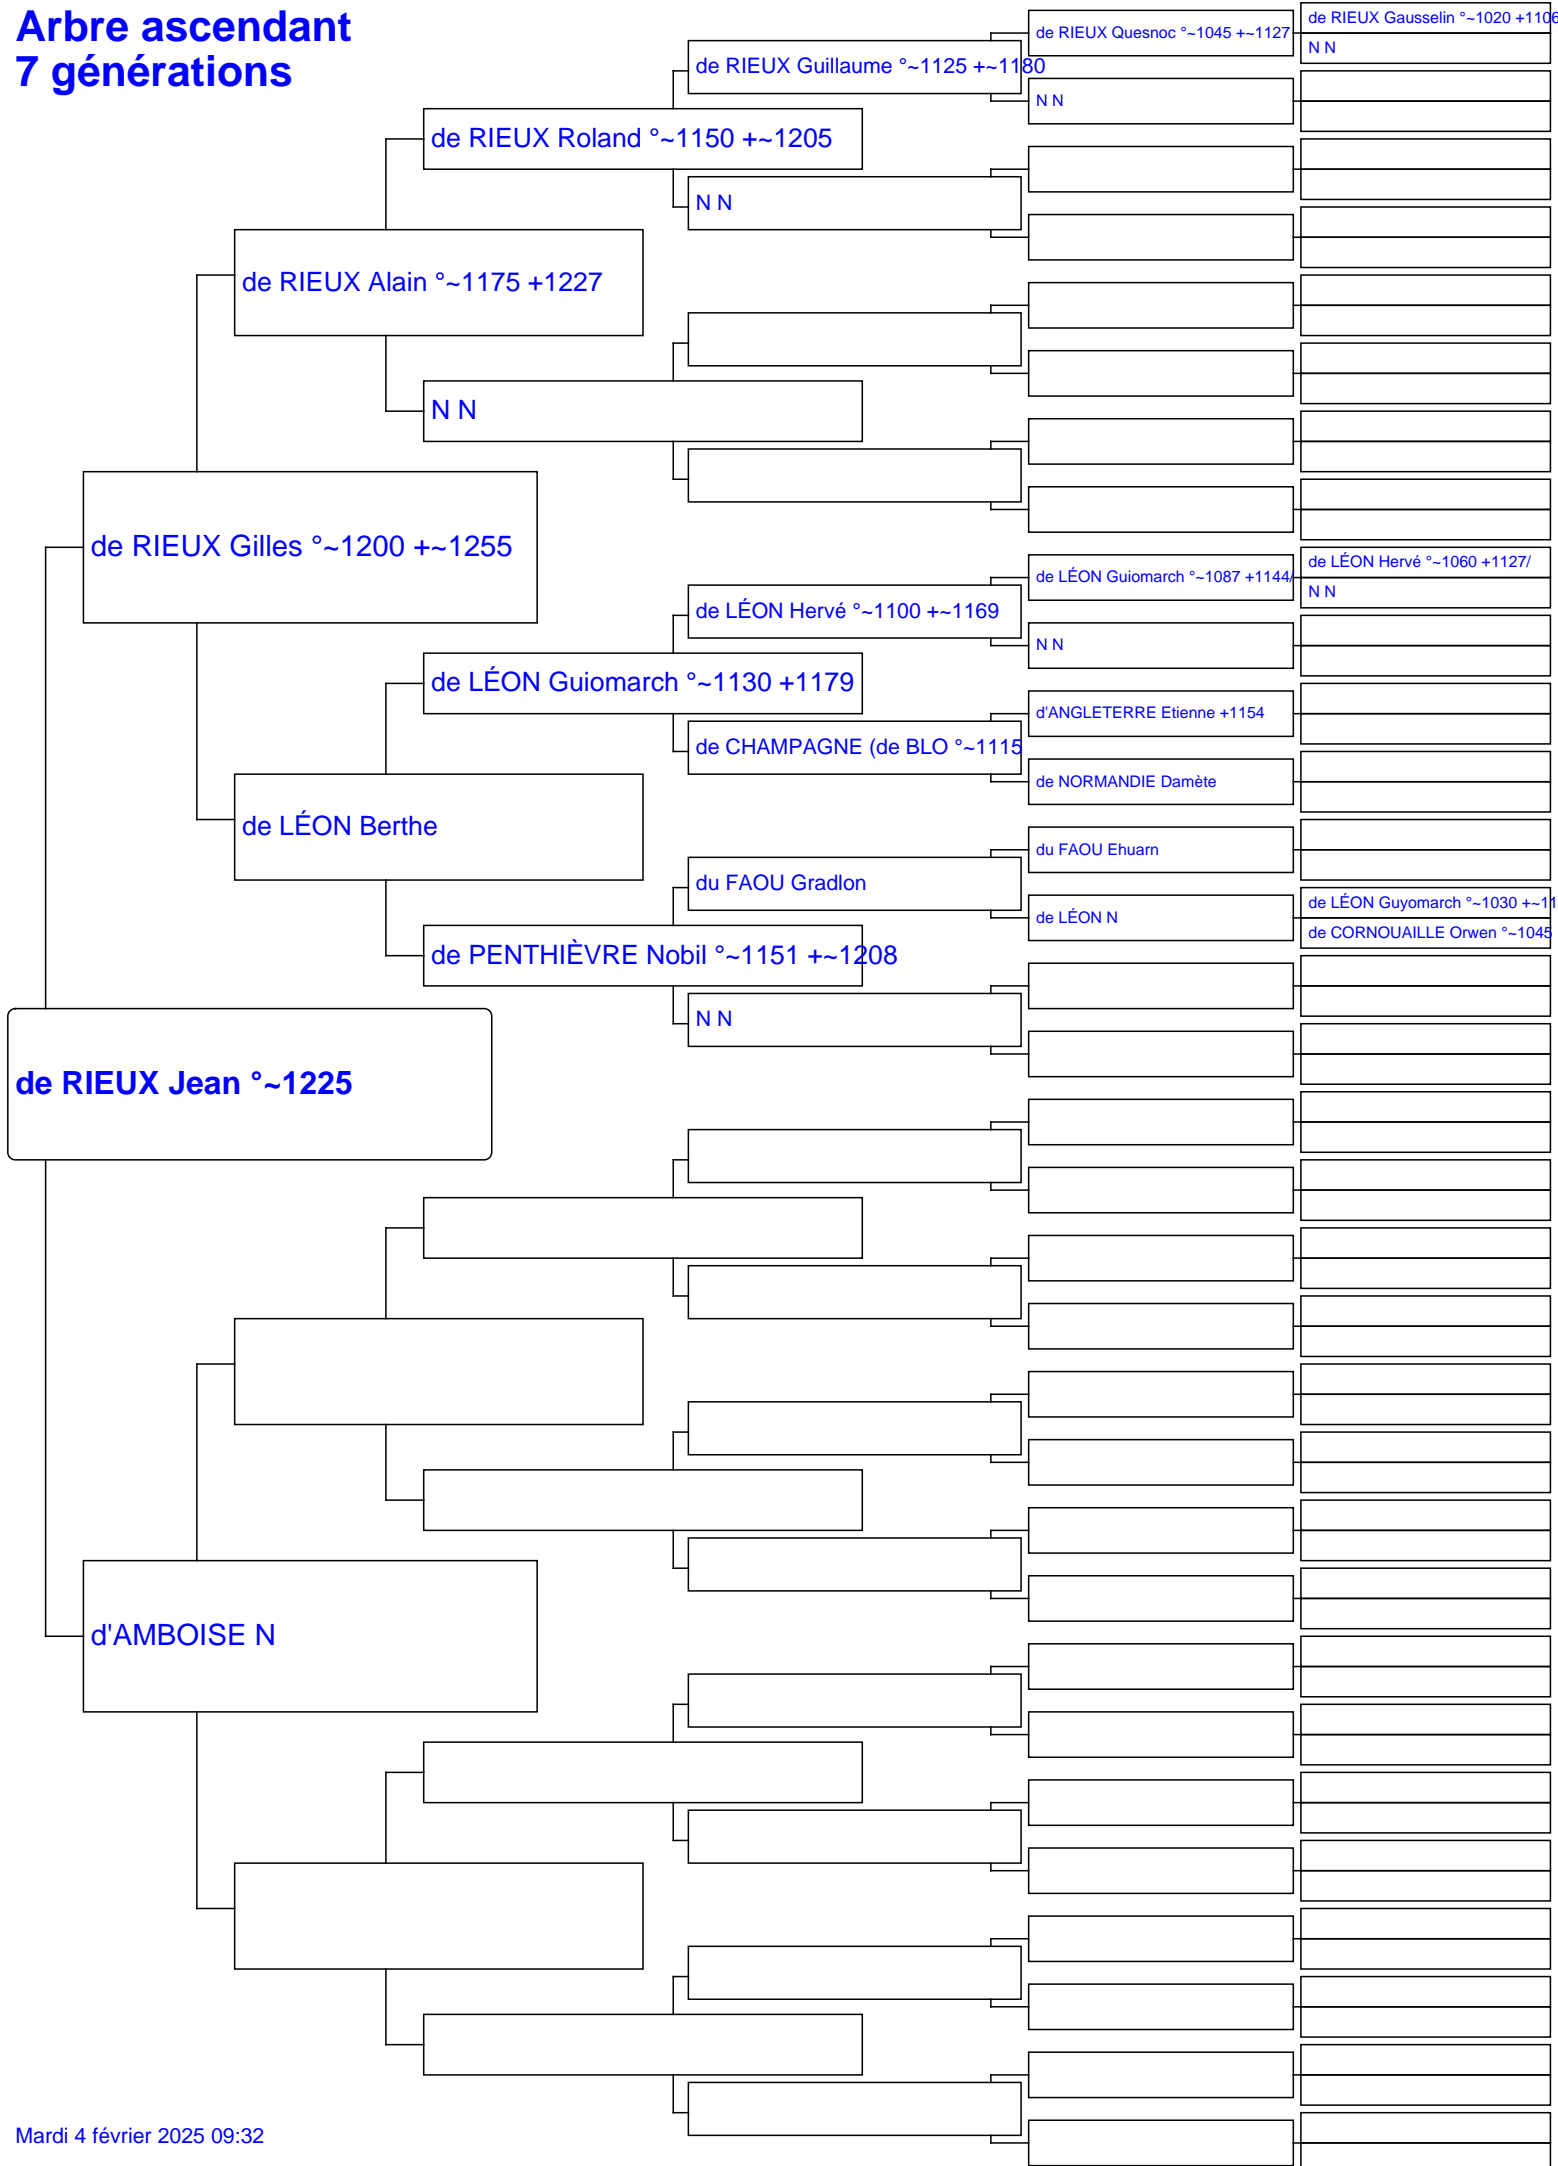 Arbre ascendant
7 générations
de RIEUX Gausselin °~1020 +1106
de RIEUX Quesnoc °~1045 +~1127
N N
de RIEUX Guillaume °~1125 +~1180
N N
de RIEUX Roland °~1150 +~1205
N N
de RIEUX Alain °~1175 +1227
N N
de RIEUX Gilles °~1200 +~1255
de LÉON Hervé °~1060 +1127/
de LÉON Guiomarch °~1087 +1144/
N N
de LÉON Hervé °~1100 +~1169
N N
de LÉON Guiomarch °~1130 +1179
d'ANGLETERRE Etienne +1154
de CHAMPAGNE (de BLO °~1115
de NORMANDIE Damète
de LÉON Berthe
du FAOU Ehuarn
du FAOU Gradlon
de LÉON Guyomarch °~1030 +~11
de LÉON N
de CORNOUAILLE Orwen °~1045
de PENTHIÈVRE Nobil °~1151 +~1208
N N
de RIEUX Jean °~1225
d'AMBOISE N
Mardi 4 février 2025 09:32